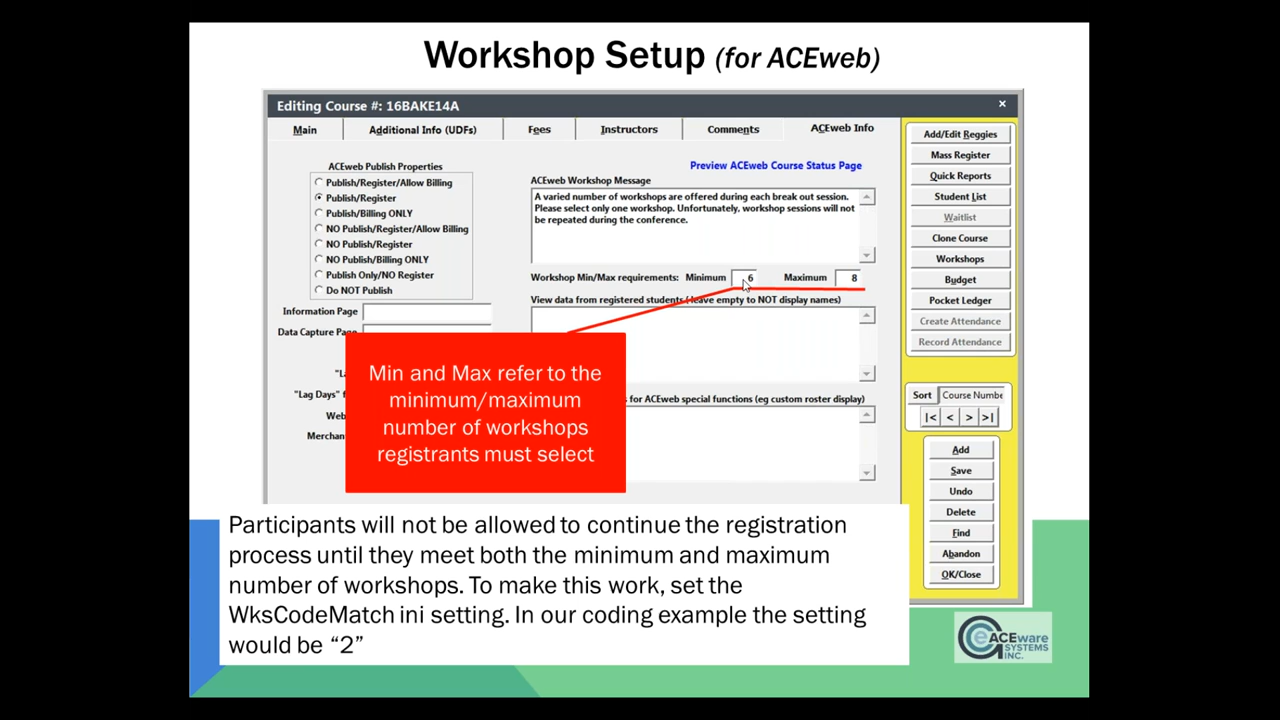 Workshop Setup (for ACEweb)
Editing Course #: 16BAKE14A
×
Main
Additional Info (UDFs)
Fees
Instructors
Comments
ACEweb Info
ACEweb Publish Properties
Publish/Register/Allow Billing
Publish/Register
Publish/Billing ONLY
NO Publish/Register/Allow Billing
NO Publish/Register
NO Publish/Billing ONLY
Publish Only/NO Register
Do NOT Publish
Information Page
Data Capture Page
"Lag Days" f
Web
Merchan
Preview ACEweb Course Status Page
ACEweb Workshop Message
A varied number of workshops are offered during each break out session.
Please select only one workshop. Unfortunately, workshop sessions will not
be repeated during the conference.
Workshop Min/Max requirements: Minimum 6 Maximum 8
View data from registered students (leave empty to NOT display names)
for ACEweb special functions (eg custom roster display)
Min and Max refer to the
minimum/maximum
number of workshops
registrants must select
Add/Edit Reggies
Mass Register
Quick Reports
Student List
Waitlist
Clone Course
Workshops
Budget
Pocket Ledger
Create Attendance
Record Attendance
Sort Course Numbe
|< < > >|
Add
Save
Undo
Delete
Find
Abandon
OK/Close
Participants will not be allowed to continue the registration
process until they meet both the minimum and maximum
number of workshops. To make this work, set the
WksCodeMatch ini setting. In our coding example the setting
would be “2”
ACEware
SYSTEMS
INC.